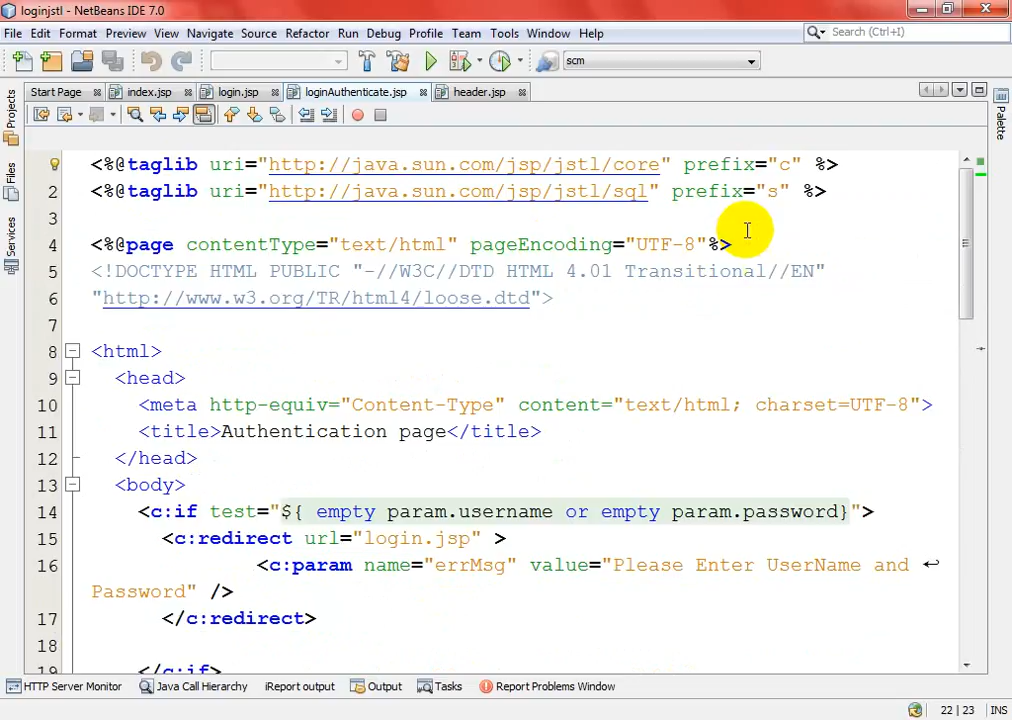 loginjstl - NetBeans IDE 7.0
File Edit Format Preview View Navigate Source Refactor Run Debug Profile Team Tools Window Help
Search (Ctrl+I)
scm
Start Page index.jsp login.jsp loginAuthenticate.jsp header.jsp
Projects
Files
Services
Palette
<%@taglib uri="http://java.sun.com/jsp/jstl/core" prefix="c" %>
2 <%@taglib uri="http://java.sun.com/jsp/jstl/sql" prefix="s" %>
3
4 <%@page contentType="text/html" pageEncoding="UTF-8"%>
5 <!DOCTYPE HTML PUBLIC "-//W3C//DTD HTML 4.01 Transitional//EN"
6 "http://www.w3.org/TR/html4/loose.dtd">
7
8 <html>
9 <head>
10 <meta http-equiv="Content-Type" content="text/html; charset=UTF-8">
11 <title>Authentication page</title>
12 </head>
13 <body>
14 <c:if test="${ empty param.username or empty param.password}">
15 <c:redirect url="login.jsp" >
16 <c:param name="errMsg" value="Please Enter UserName and
Password" />
17 </c:redirect>
18
19 </c:if>
HTTP Server Monitor Java Call Hierarchy iReport output Output Tasks Report Problems Window
22 | 23 INS